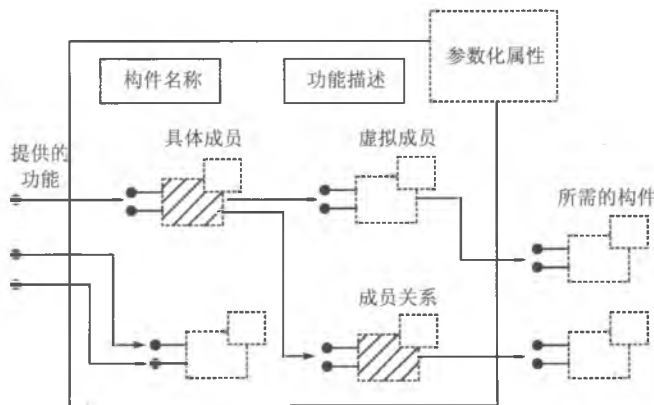 参数化属性
构件名称
功能描述
具体成员
虚拟成员
提供的
功能
所需的构件
成员关系